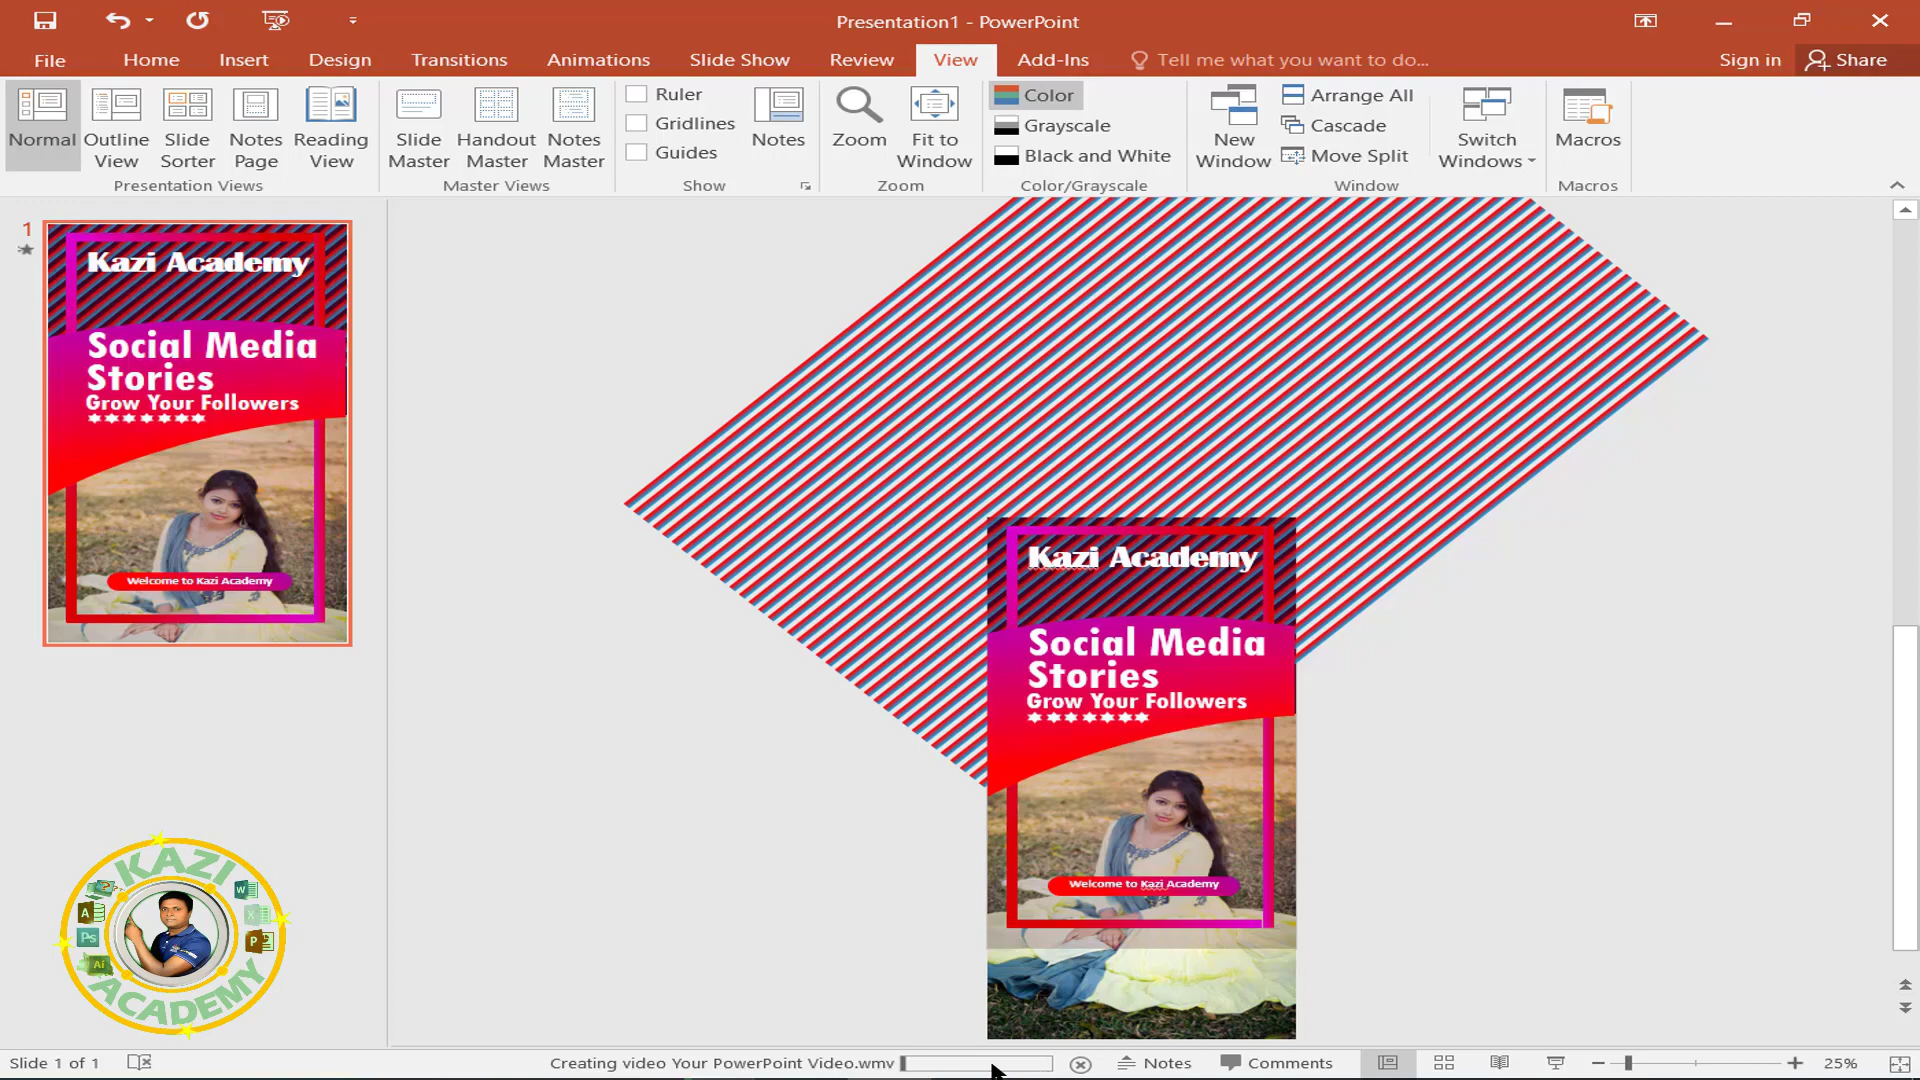 Presentation1 - PowerPoint
File Home Insert Design Transitions Animations Slide Show Review View Add-Ins Tell me what you want to do... Sign in Share
Normal
Outline View
Slide Sorter
Notes Page
Reading View
Presentation Views
Slide Master
Handout Master
Notes Master
Master Views
Ruler
Gridlines
Guides
Show
Notes
Zoom
Fit to Window
Zoom
Color
Grayscale
Black and White
Color/Grayscale
New Window
Arrange All
Cascade
Move Split
Switch Windows
Window
Macros
Macros
1
Kazi Academy
Social Media
Stories
Grow Your Followers
Welcome to Kazi Academy
Kazi Academy
Social Media
Stories
Grow Your Followers
Welcome to Kazi Academy
KAZI
A
W
Ps
X
Ai
P
ACADEMY
Slide 1 of 1 Creating video Your PowerPoint Video.wmv Notes Comments 25%